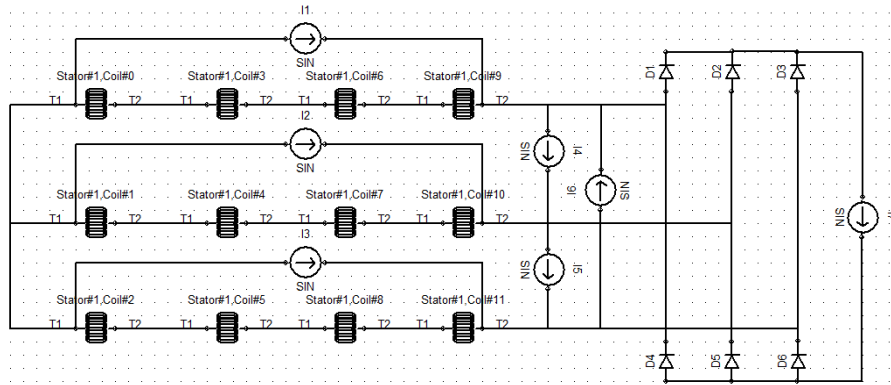 I1
SIN
Stator#1,Coil#0 Stator#1,Coil#3 Stator#1,Coil#6 Stator#1,Coil#9
T1 T2 T1 T2 T1 T2 T1 T2
D1 D2 D3
I2
SIN
SIN I4
I6 SIN
Stator#1,Coil#1 Stator#1,Coil#4 Stator#1,Coil#7 Stator#1,Coil#10
T1 T2 T1 T2 T1 T2 T1 T2
SIN
I3
SIN
SIN I5
Stator#1,Coil#2 Stator#1,Coil#5 Stator#1,Coil#8 Stator#1,Coil#11
T1 T2 T1 T2 T1 T2 T1 T2
D4 D5 D6